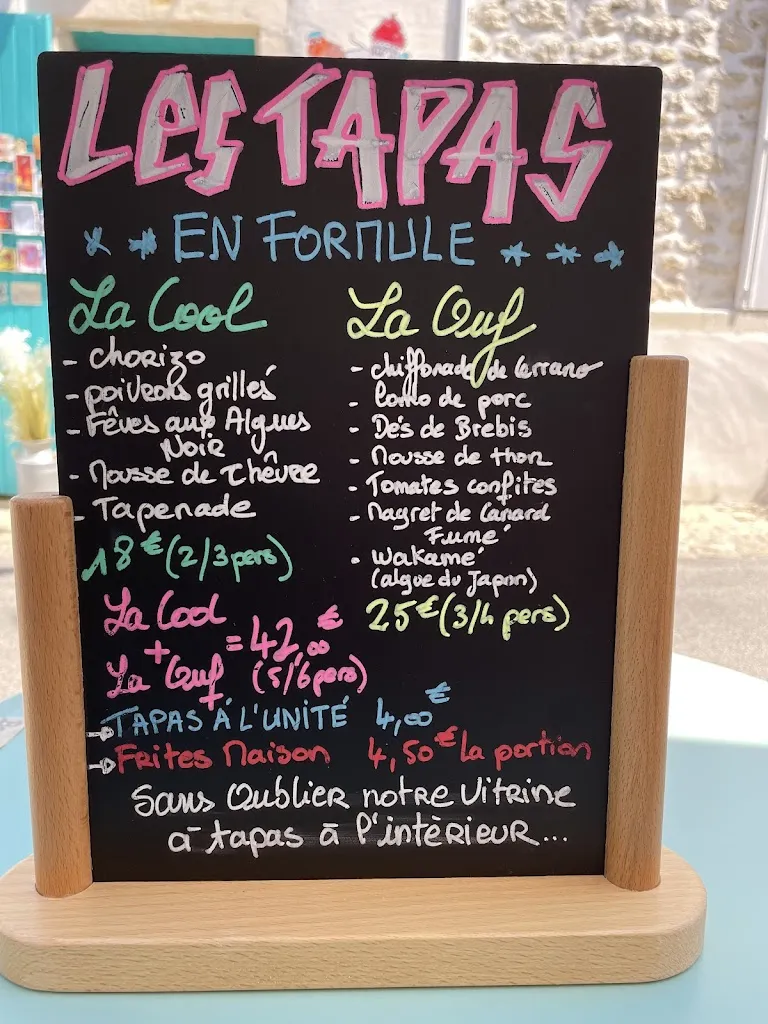 LES TAPAS
EN FORMULE
La Cool
- chorizo
- poivrons grillés
- Fêves aux Algues
Noir
- Mousse de Chêvre
- Tapenade
18€ (2/3 pers)
La Ouf
- chiffonade de Serrano
- Lomo de porc
- Dés de Brebis
- Mousse de thon
- Tomates confites
- Magret de Canard
Fumé
- Wakamé
(algue du Japon)
25€ (3/4 pers)
La Cool
+
La Ouf
= 42,00€
(5/6 pers)
TAPAS À L'UNITÉ 4,00€
Frites Maison 4,50€ la portion
Sans Oublier notre Vitrine
à tapas à l'intèrieur...